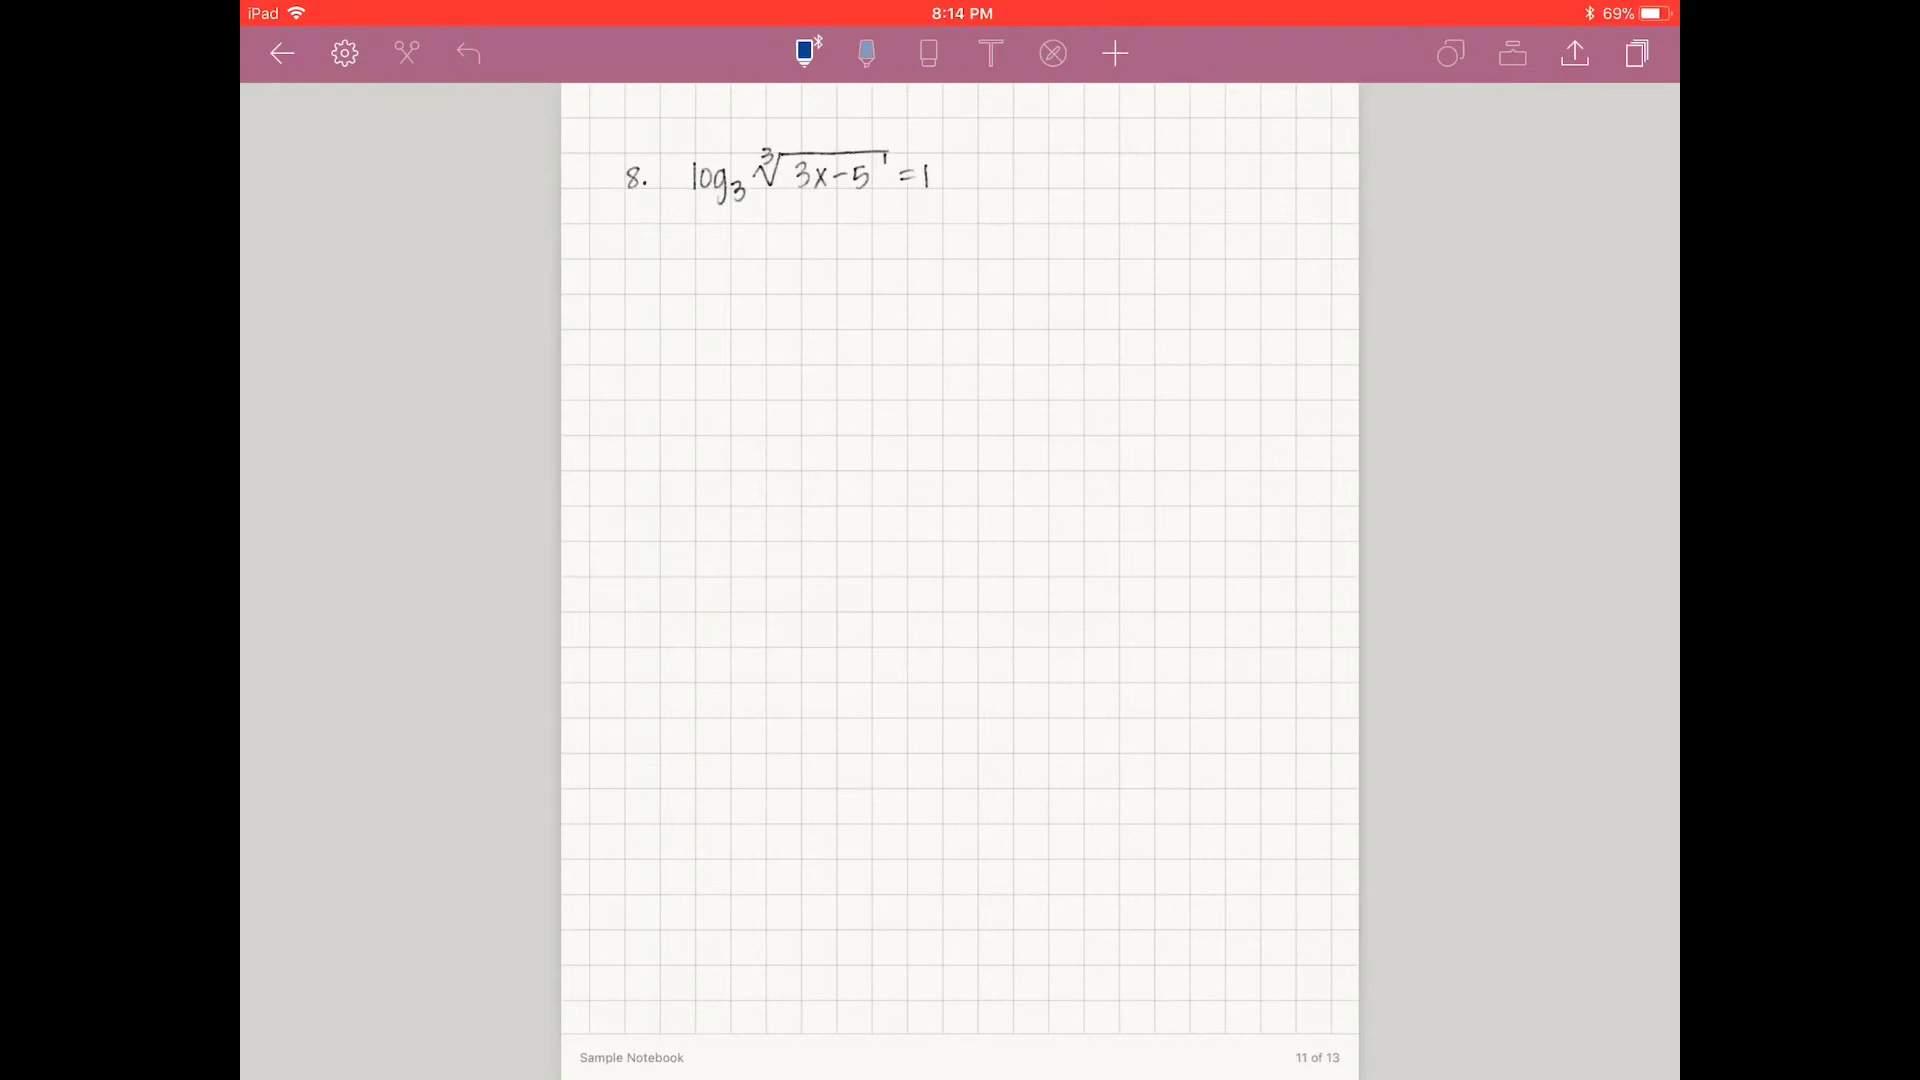 iPad 8:14 PM 69%
8. log₃ ∛(3x-5) = 1
Sample Notebook 11 of 13